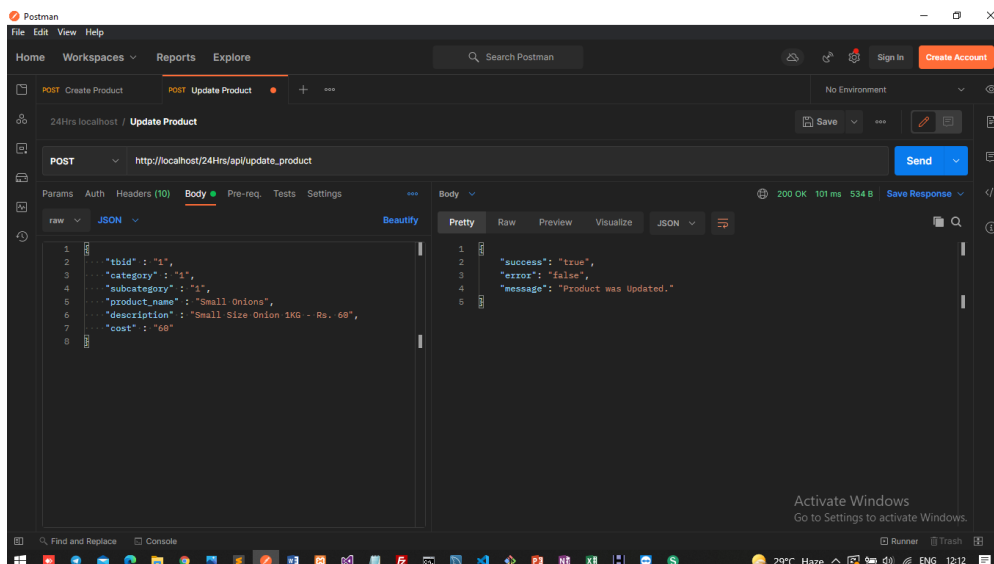 Postman
File Edit View Help
Home Workspaces Reports Explore Search Postman Sign In Create Account
POST Create Product POST Update Product No Environment
24Hrs localhost / Update Product Save
POST http://localhost/24Hrs/api/update_product Send
Params Auth Headers (10) Body Pre-req. Tests Settings Body 200 OK 101 ms 534 B Save Response
raw JSON Beautify Pretty Raw Preview Visualize JSON
1 { 1 {
2 "tbid" : "1", 2 "success": "true",
3 "category" : "1", 3 "error": "false",
4 "subcategory" : "1", 4 "message": "Product was Updated."
5 "product_name" : "Small Onions", 5 }
6 "description" : "Small Size Onion 1KG - Rs. 60",
7 "cost" : "60"
8 }
Activate Windows
Go to Settings to activate Windows.
Find and Replace Console Runner Trash
29°C Haze ENG 12:12